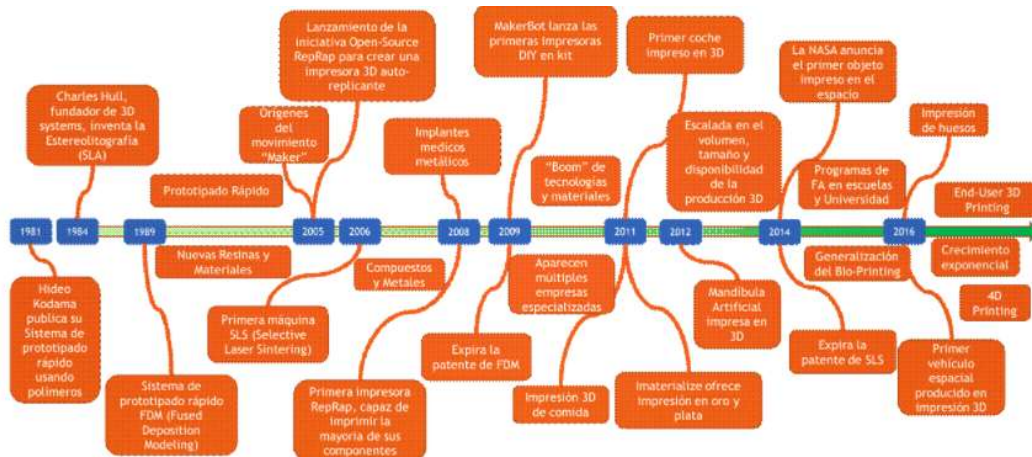 Lanzamiento de la
iniciativa Open-Source
RepRap para crear una
impresora 3D auto-
replicante
MakerBot lanza las
primeras impresoras
DIY en kit
Primer coche
impreso en 3D
La NASA anuncia
el primer objeto
impreso en el
espacio
Charles Hull,
fundador de 3D
systems, inventa la
Estereolitografía
(SLA)
Orígenes
del
movimiento
"Maker"
Implantes
medicos
metálicos
Impresión
de huesos
Prototipado Rápido
"Boom" de
tecnologías
y materiales
Escalada en el
volumen,
tamaño y
disponibilidad
de la
producción 3D
Programas
de FA en escuelas
y Universidad
End-User 3D
Printing
1981
1984
1989
2005
2006
2008
2009
2011
2012
2014
2016
Nuevas Resinas y
Materiales
Compuestos
y Metales
Aparecen
múltiples
empresas
especializadas
Generalización
del Bio-Printing
Crecimiento
exponencial
4D
Printing
Hideo
Kodama
publica su
Sistema de
prototipado
rápido
usando
polímeros
Sistema de
prototipado rápido
FDM (Fused
Deposition
Modeling)
Primera máquina
SLS (Selective
Laser Sintering)
Primera impresora
RepRap, capaz de
imprimir la
mayoria de sus
componentes
Expira la
patente de FDM
Impresión
3D de comida
Imaterialize ofrece
impresión en oro y
plata
Mandíbula
Artificial
impresa en
3D
Expira la
patente de SLS
Primer
vehículo
espacial
producido en
impresión 3D